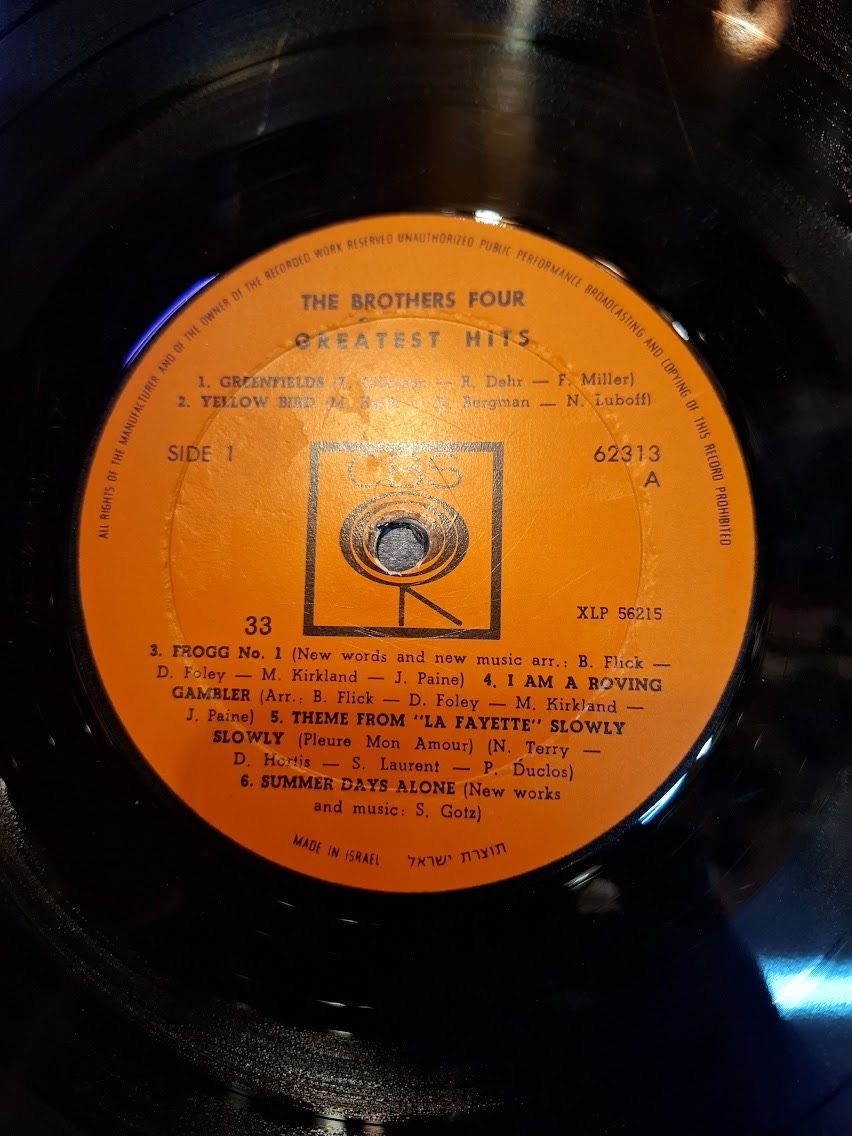 ALL RIGHTS OF THE MANUFACTURER AND OF THE OWNER OF THE RECORDED WORK RESERVED UNAUTHORIZED PUBLIC PERFORMANCE BROADCASTING AND COPYING OF THIS RECORD PROHIBITED
THE BROTHERS FOUR
GREATEST HITS
1. GREENFIELDS — R. Dehr — F. Miller)
2. YELLOW BIRD (M. Bergman — N. Luboff)
SIDE 1
62313
A
CBS
33
XLP 56215
3. FROGG No. 1 (New words and new music arr.: B. Flick —
D. Foley — M. Kirkland — J. Paine) 4. I AM A ROVING
GAMBLER (Arr.: B. Flick — D. Foley — M. Kirkland —
J. Paine) 5. THEME FROM "LA FAYETTE" SLOWLY
SLOWLY (Pleure Mon Amour) (N. Terry —
D. Hortis — S. Laurent — P. Duclos)
6. SUMMER DAYS ALONE (New works
and music: S. Gotz)
MADE IN ISRAEL תוצרת ישראל